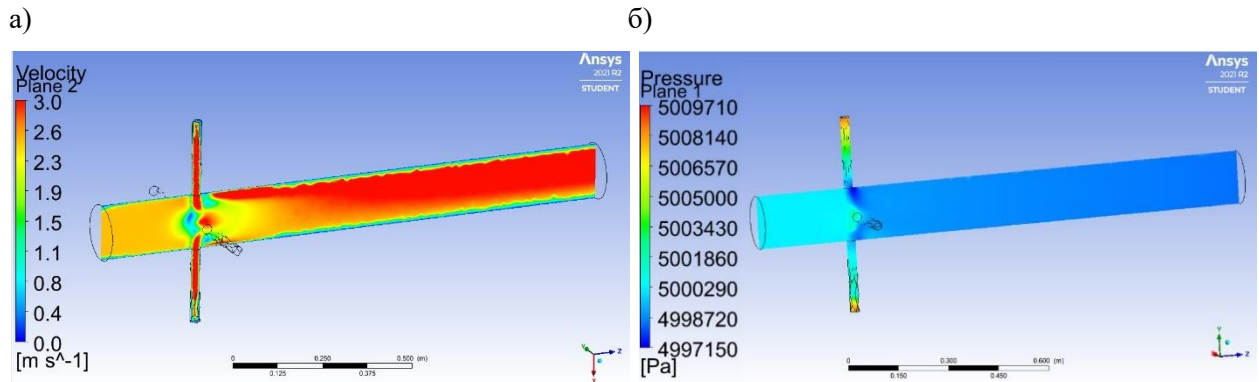 а)
б)
Velocity
Plane 2
3.0
2.6
2.3
1.9
1.5
1.1
0.8
0.4
0.0
[m s^-1]
Ansys
2021 R2
STUDENT
0
0.250
0.500
(m)
0.125
0.375
Y
Z
X
Pressure
Plane 1
5009710
5008140
5006570
5005000
5003430
5001860
5000290
4998720
4997150
[Pa]
Ansys
2021 R2
STUDENT
0
0.300
0.600
(m)
0.150
0.450
Y
Z